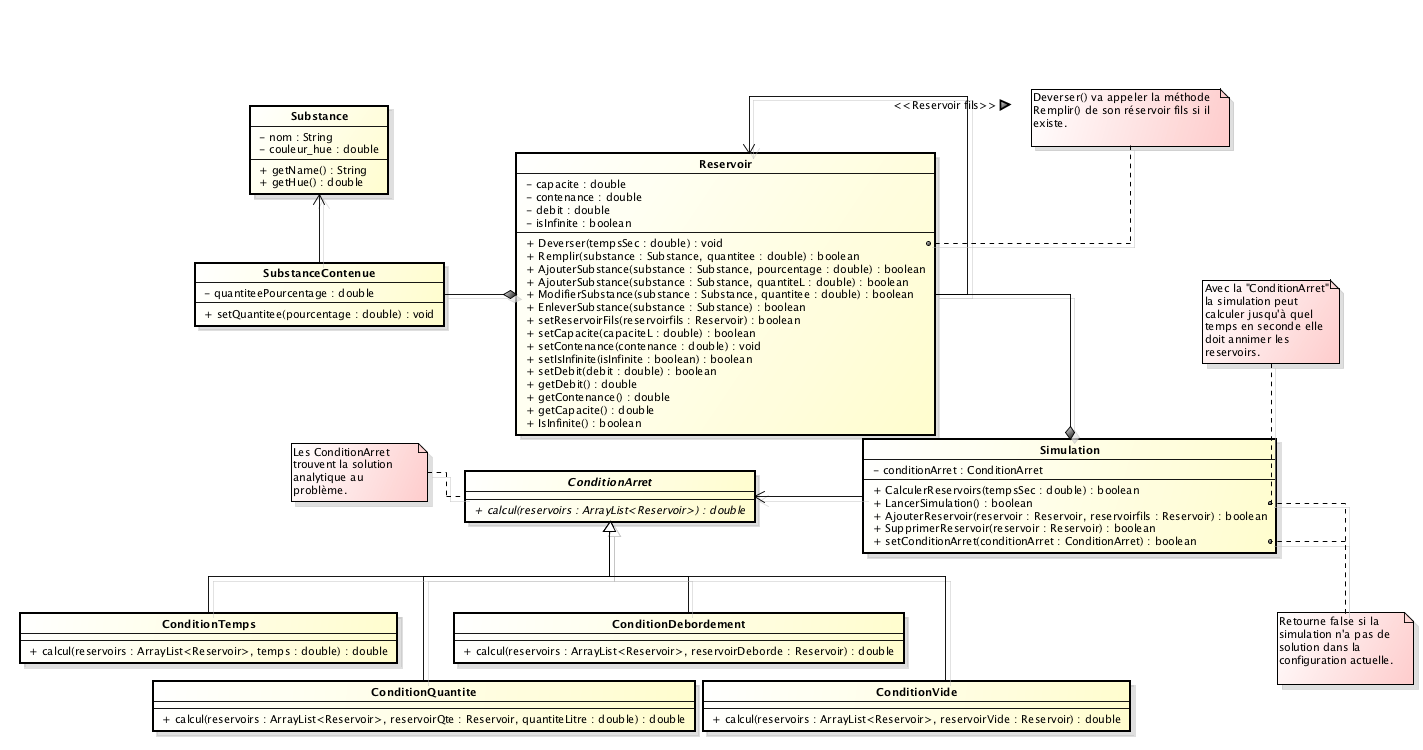 <<Reservoir fils>>
Deverser() va appeler la méthode
Remplir() de son réservoir fils si il
existe.
Substance
– nom : String
– couleur_hue : double
+ getName() : String
+ getHue() : double
Reservoir
– capacite : double
– contenance : double
– debit : double
– isInfinite : boolean
+ Deverser(tempsSec : double) : void
+ Remplir(substance : Substance, quantitee : double) : boolean
+ AjouterSubstance(substance : Substance, pourcentage : double) : boolean
+ AjouterSubstance(substance : Substance, quantiteL : double) : boolean
+ ModifierSubstance(substance : Substance, quantitee : double) : boolean
+ EnleverSubstance(substance : Substance) : boolean
+ setReservoirFils(reservoirfils : Reservoir) : boolean
+ setCapacite(capaciteL : double) : boolean
+ setContenance(contenance : double) : void
+ setIsInfinite(isInfinite : boolean) : boolean
+ setDebit(debit : double) : boolean
+ getDebit() : double
+ getContenance() : double
+ getCapacite() : double
+ IsInfinite() : boolean
SubstanceContenue
– quantiteePourcentage : double
+ setQuantitee(pourcentage : double) : void
Avec la "ConditionArret"
la simulation peut
calculer jusqu'à quel
temps en seconde elle
doit annimer les
reservoirs.
Les ConditionArret
trouvent la solution
analytique au
problème.
ConditionArret
+ calcul(reservoirs : ArrayList<Reservoir>) : double
Simulation
– conditionArret : ConditionArret
+ CalculerReservoirs(tempsSec : double) : boolean
+ LancerSimulation() : boolean
+ AjouterReservoir(reservoir : Reservoir, reservoirfils : Reservoir) : boolean
+ SupprimerReservoir(reservoir : Reservoir) : boolean
+ setConditionArret(conditionArret : ConditionArret) : boolean
ConditionTemps
+ calcul(reservoirs : ArrayList<Reservoir>, temps : double) : double
ConditionDebordement
+ calcul(reservoirs : ArrayList<Reservoir>, reservoirDeborde : Reservoir) : double
Retourne false si la
simulation n'a pas de
solution dans la
configuration actuelle.
ConditionQuantite
+ calcul(reservoirs : ArrayList<Reservoir>, reservoirQte : Reservoir, quantiteLitre : double) : double
ConditionVide
+ calcul(reservoirs : ArrayList<Reservoir>, reservoirVide : Reservoir) : double